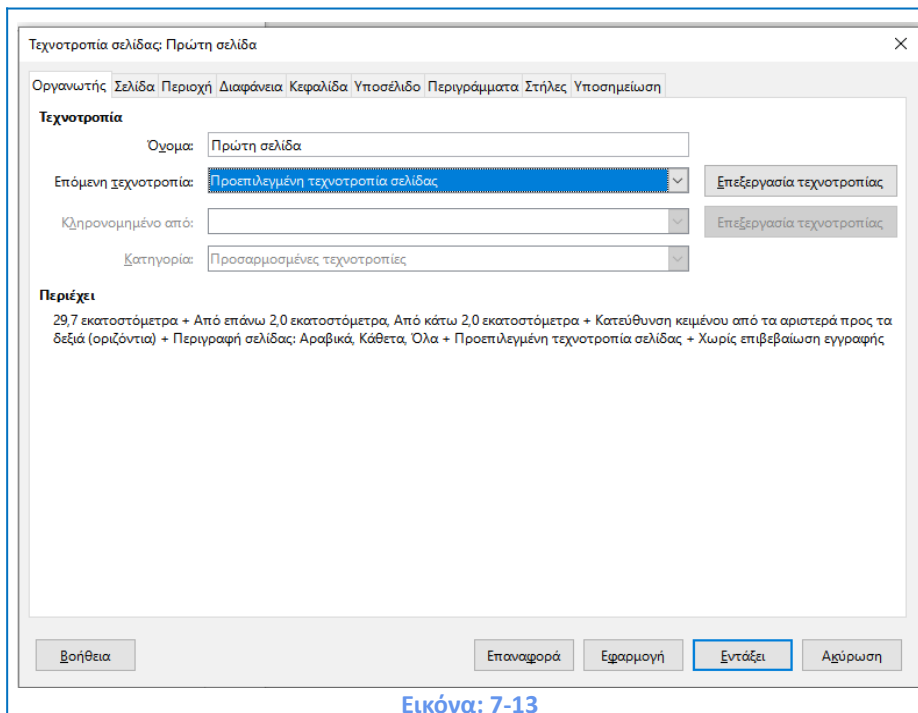 Τεχνοτροπία σελίδας: Πρώτη σελίδα
Οργανωτής Σελίδα Περιοχή Διαφάνεια Κεφαλίδα Υποσέλιδο Περιγράμματα Στήλες Υποσημείωση
Τεχνοτροπία
Όνομα: Πρώτη σελίδα
Επόμενη τεχνοτροπία: Προεπιλεγμένη τεχνοτροπία σελίδας Επεξεργασία τεχνοτροπίας
Κληρονομημένο από: Επεξεργασία τεχνοτροπίας
Κατηγορία: Προσαρμοσμένες τεχνοτροπίες
Περιέχει
29,7 εκατοστόμετρα + Από επάνω 2,0 εκατοστόμετρα, Από κάτω 2,0 εκατοστόμετρα + Κατεύθυνση κειμένου από τα αριστερά προς τα
δεξιά (οριζόντια) + Περιγραφή σελίδας: Αραβικά, Κάθετα, Όλα + Προεπιλεγμένη τεχνοτροπία σελίδας + Χωρίς επιβεβαίωση εγγραφής
Βοήθεια Επαναφορά Εφαρμογή Εντάξει Ακύρωση
Εικόνα: 7-13